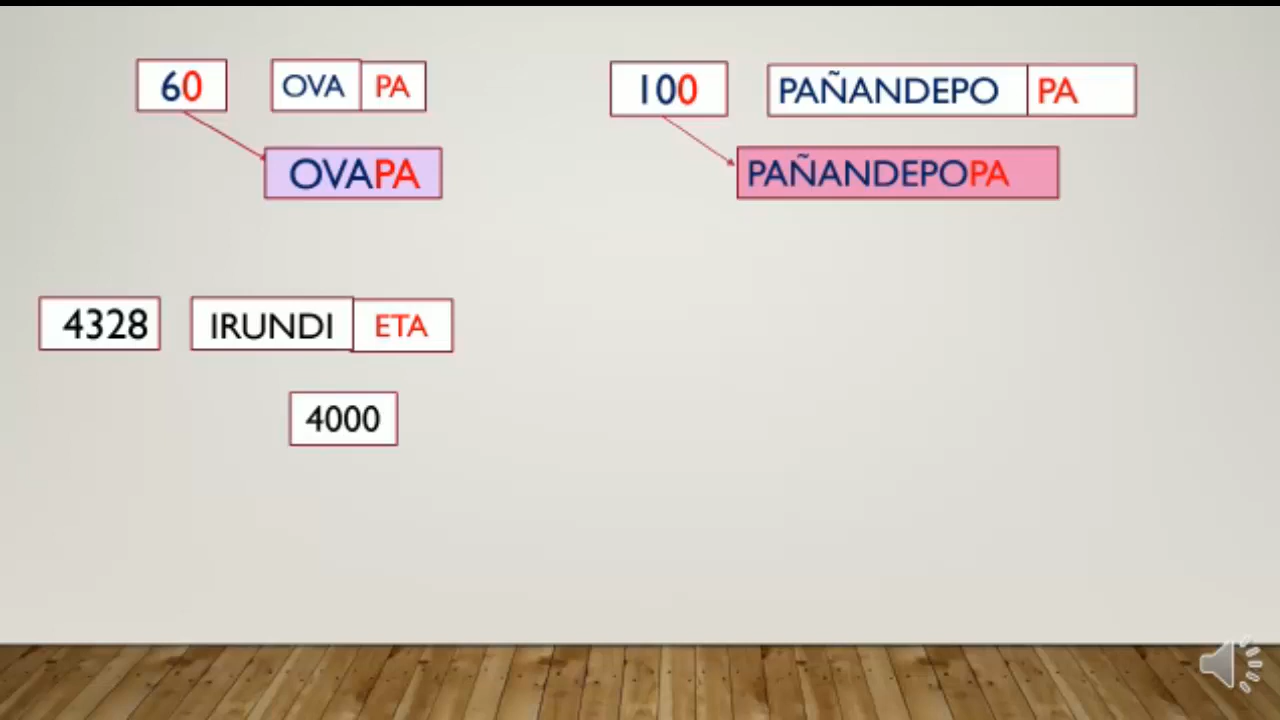 60 OVA PA
OVAPA
100 PAÑANDEPO PA
PAÑANDEPOPA
4328 IRUNDI ETA
4000